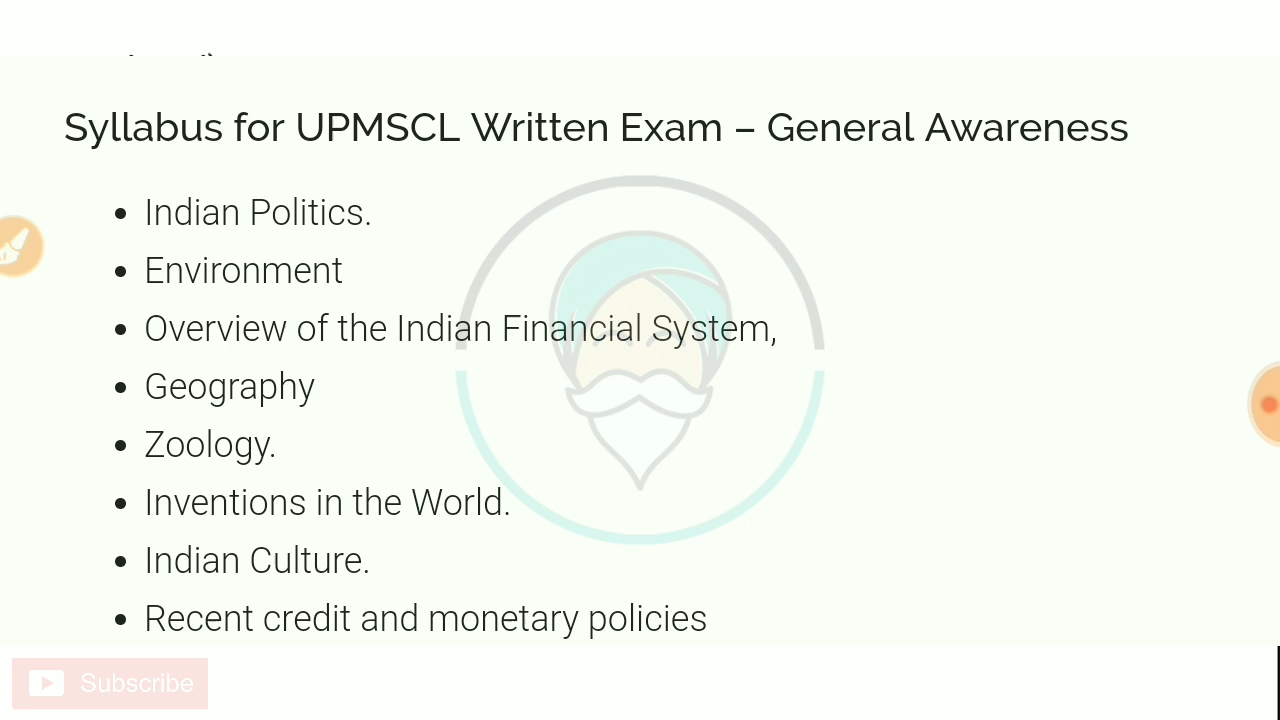 Syllabus for UPMSCL Written Exam – General Awareness
• Indian Politics.
• Environment
• Overview of the Indian Financial System,
• Geography
• Zoology.
• Inventions in the World.
• Indian Culture.
• Recent credit and monetary policies
Subscribe